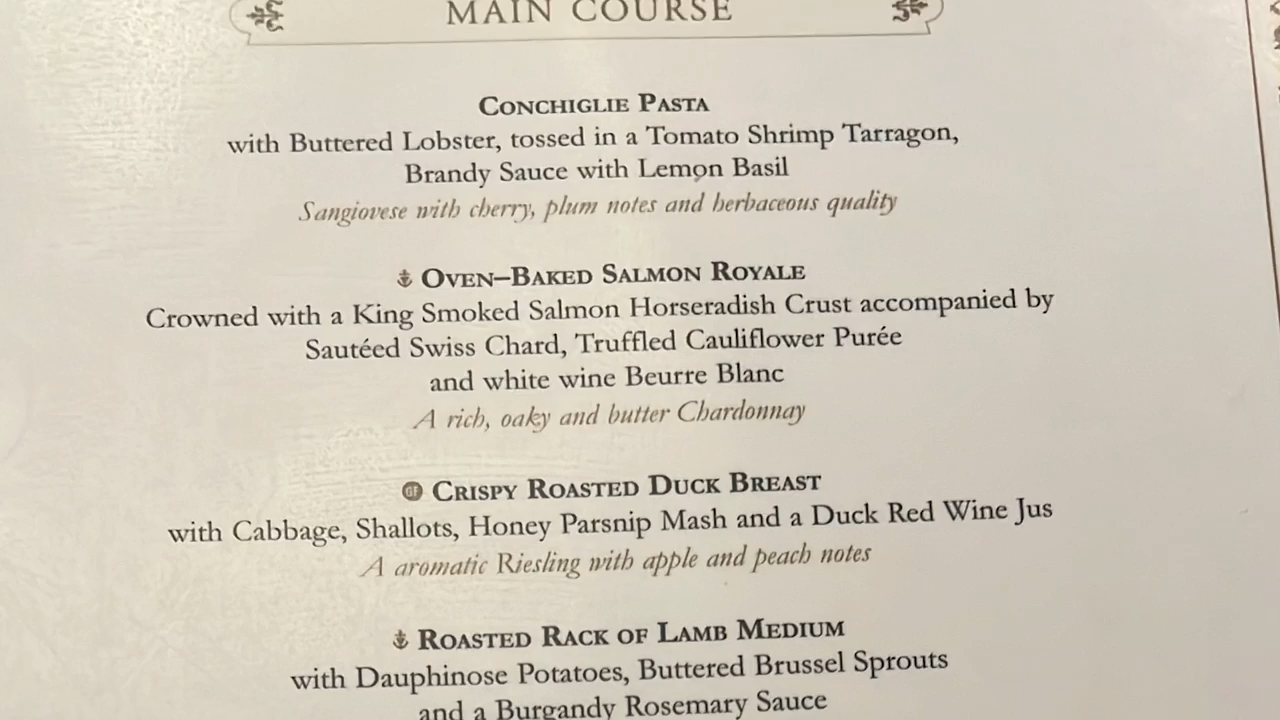 MAIN COURSE
CONCHIGLIE PASTA
with Buttered Lobster, tossed in a Tomato Shrimp Tarragon,
Brandy Sauce with Lemon Basil
Sangiovese with cherry, plum notes and herbaceous quality
OVEN–BAKED SALMON ROYALE
Crowned with a King Smoked Salmon Horseradish Crust accompanied by
Sautéed Swiss Chard, Truffled Cauliflower Purée
and white wine Beurre Blanc
A rich, oaky and butter Chardonnay
GF CRISPY ROASTED DUCK BREAST
with Cabbage, Shallots, Honey Parsnip Mash and a Duck Red Wine Jus
A aromatic Riesling with apple and peach notes
ROASTED RACK OF LAMB MEDIUM
with Dauphinose Potatoes, Buttered Brussel Sprouts
and a Burgandy Rosemary Sauce